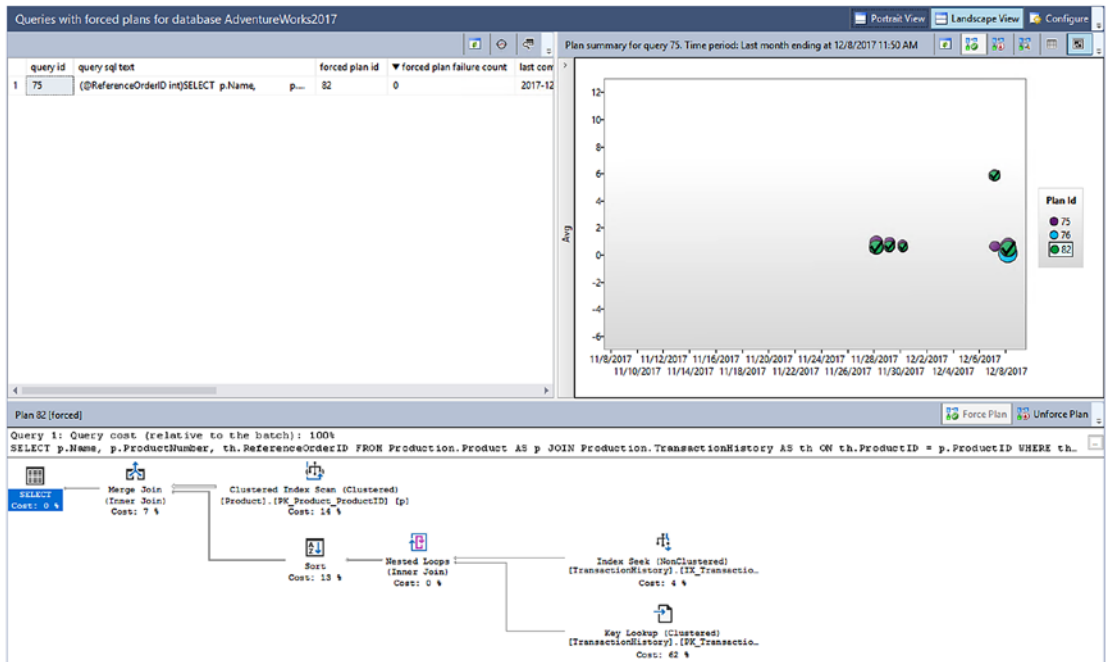 Queries with forced plans for database AdventureWorks2017
Portrait View Landscape View Configure
Plan summary for query 75. Time period: Last month ending at 12/8/2017 11:50 AM
query id query sql text forced plan id ▼ forced plan failure count last com
1 75 (@ReferenceOrderID int)SELECT p.Name, p.... 82 0 2017-12
Avg
12
10
8
6
4
2
0
-2
-4
-6
11/8/2017 11/12/2017 11/16/2017 11/20/2017 11/24/2017 11/28/2017 12/2/2017 12/6/2017
11/10/2017 11/14/2017 11/18/2017 11/22/2017 11/26/2017 11/30/2017 12/4/2017 12/8/2017
Plan Id
75
76
82
Plan 82 [forced]
Force Plan Unforce Plan
Query 1: Query cost (relative to the batch): 100%
SELECT p.Name, p.ProductNumber, th.ReferenceOrderID FROM Production.Product AS p JOIN Production.TransactionHistory AS th ON th.ProductID = p.ProductID WHERE th…
SELECT
Cost: 0 %
Merge Join
(Inner Join)
Cost: 7 %
Clustered Index Scan (Clustered)
[Product].[PK_Product_ProductID] [p]
Cost: 14 %
Sort
Cost: 13 %
Nested Loops
(Inner Join)
Cost: 0 %
Index Seek (NonClustered)
[TransactionHistory].[IX_Transactio…
Cost: 4 %
Key Lookup (Clustered)
[TransactionHistory].[PK_Transactio…
Cost: 62 %